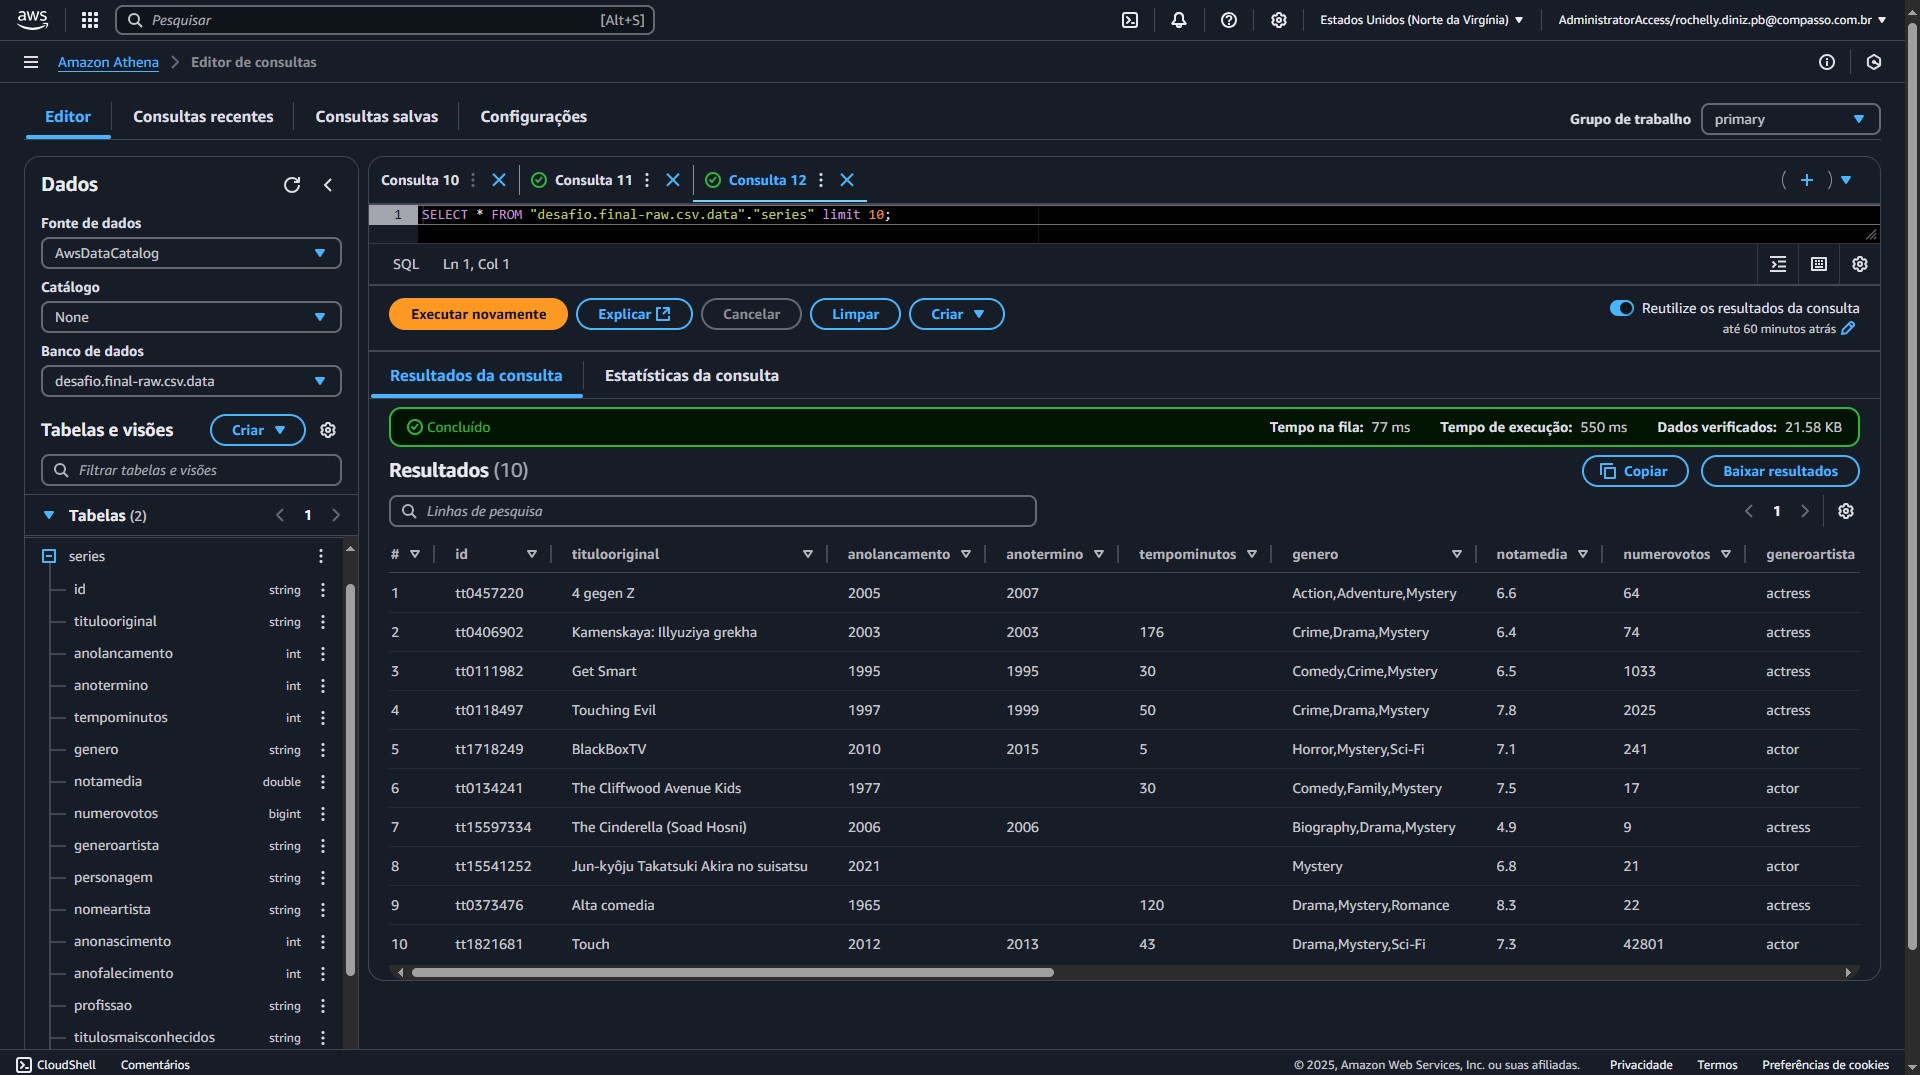 aws
Pesquisar [Alt+S]
Estados Unidos (Norte da Virgínia) AdministratorAccess/rochelly.diniz.pb@compasso.com.br
Amazon Athena Editor de consultas
Editor Consultas recentes Consultas salvas Configurações
Grupo de trabalho primary
Dados
Fonte de dados
AwsDataCatalog
Catálogo
None
Banco de dados
desafio.final-raw.csv.data
Tabelas e visões Criar
Filtrar tabelas e visões
Tabelas (2) 1
series
id string
titulooriginal string
anolancamento int
anotermino int
tempominutos int
genero string
notamedia double
numerovotos bigint
generoartista string
personagem string
nomeartista string
anonascimento int
anofalecimento int
profissao string
titulosmaisconhecidos string
Consulta 10 Consulta 11 Consulta 12
1 SELECT * FROM "desafio.final-raw.csv.data"."series" limit 10;
SQL Ln 1, Col 1
Executar novamente Explicar Cancelar Limpar Criar
Reutilize os resultados da consulta
até 60 minutos atrás
Resultados da consulta Estatísticas da consulta
Concluído Tempo na fila: 77 ms Tempo de execução: 550 ms Dados verificados: 21.58 KB
Resultados (10) Copiar Baixar resultados
Linhas de pesquisa 1
# id titulooriginal anolancamento anotermino tempominutos genero notamedia numerovotos generoartista
1 tt0457220 4 gegen Z 2005 2007 Action,Adventure,Mystery 6.6 64 actress
2 tt0406902 Kamenskaya: Illyuziya grekha 2003 2003 176 Crime,Drama,Mystery 6.4 74 actress
3 tt0111982 Get Smart 1995 1995 30 Comedy,Crime,Mystery 6.5 1033 actress
4 tt0118497 Touching Evil 1997 1999 50 Crime,Drama,Mystery 7.8 2025 actress
5 tt1718249 BlackBoxTV 2010 2015 5 Horror,Mystery,Sci-Fi 7.1 241 actor
6 tt0134241 The Cliffwood Avenue Kids 1977 30 Comedy,Family,Mystery 7.5 17 actor
7 tt15597334 The Cinderella (Soad Hosni) 2006 2006 Biography,Drama,Mystery 4.9 9 actress
8 tt15541252 Jun-kyôju Takatsuki Akira no suisatsu 2021 Mystery 6.8 21 actor
9 tt0373476 Alta comedia 1965 120 Drama,Mystery,Romance 8.3 22 actress
10 tt1821681 Touch 2012 2013 43 Drama,Mystery,Sci-Fi 7.3 42801 actor
CloudShell Comentários © 2025, Amazon Web Services, Inc. ou suas afiliadas. Privacidade Termos Preferências de cookies